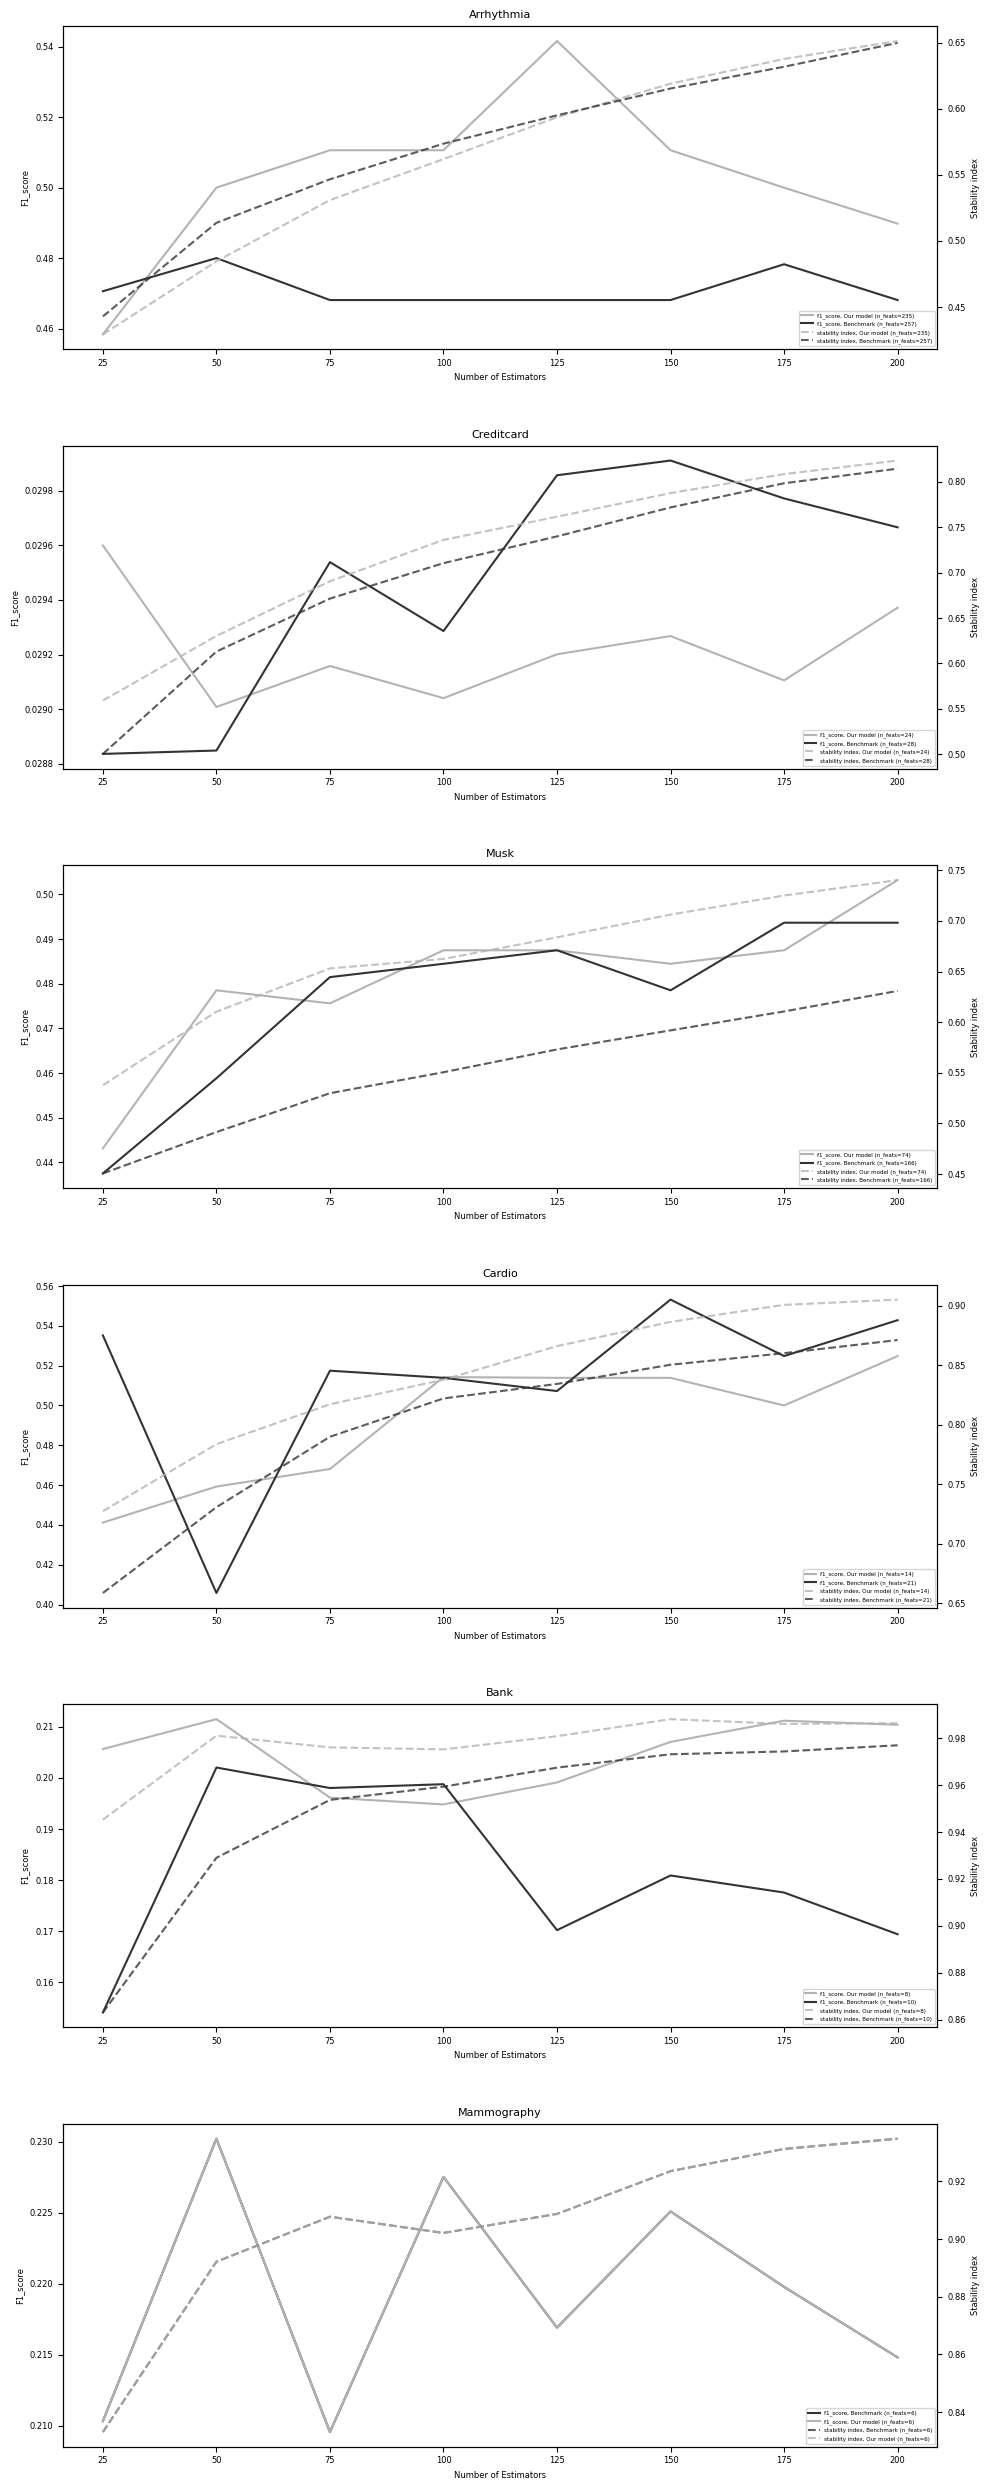 Arrhythmia
0.54
0.52
0.50
0.48
0.46
F1_score
0.65
0.60
0.55
0.50
0.45
Stability index
f1_score, Our model (n_feats=235)
f1_score, Benchmark (n_feats=257)
stability index, Our model (n_feats=235)
stability index, Benchmark (n_feats=257)
25 50 75 100 125 150 175 200
Number of Estimators
Creditcard
0.0298
0.0296
0.0294
0.0292
0.0290
0.0288
F1_score
0.80
0.75
0.70
0.65
0.60
0.55
0.50
Stability index
f1_score, Our model (n_feats=24)
f1_score, Benchmark (n_feats=28)
stability index, Our model (n_feats=24)
stability index, Benchmark (n_feats=28)
25 50 75 100 125 150 175 200
Number of Estimators
Musk
0.50
0.49
0.48
0.47
0.46
0.45
0.44
F1_score
0.75
0.70
0.65
0.60
0.55
0.50
0.45
Stability index
f1_score, Our model (n_feats=74)
f1_score, Benchmark (n_feats=166)
stability index, Our model (n_feats=74)
stability index, Benchmark (n_feats=166)
25 50 75 100 125 150 175 200
Number of Estimators
Cardio
0.56
0.54
0.52
0.50
0.48
0.46
0.44
0.42
0.40
F1_score
0.90
0.85
0.80
0.75
0.70
0.65
Stability index
f1_score, Our model (n_feats=14)
f1_score, Benchmark (n_feats=21)
stability index, Our model (n_feats=14)
stability index, Benchmark (n_feats=21)
25 50 75 100 125 150 175 200
Number of Estimators
Bank
0.21
0.20
0.19
0.18
0.17
0.16
F1_score
0.98
0.96
0.94
0.92
0.90
0.88
0.86
Stability index
f1_score, Our model (n_feats=8)
f1_score, Benchmark (n_feats=10)
stability index, Our model (n_feats=8)
stability index, Benchmark (n_feats=10)
25 50 75 100 125 150 175 200
Number of Estimators
Mammography
0.230
0.225
0.220
0.215
0.210
F1_score
0.92
0.90
0.88
0.86
0.84
Stability index
f1_score, Benchmark (n_feats=6)
f1_score, Our model (n_feats=6)
stability index, Benchmark (n_feats=6)
stability index, Our model (n_feats=6)
25 50 75 100 125 150 175 200
Number of Estimators